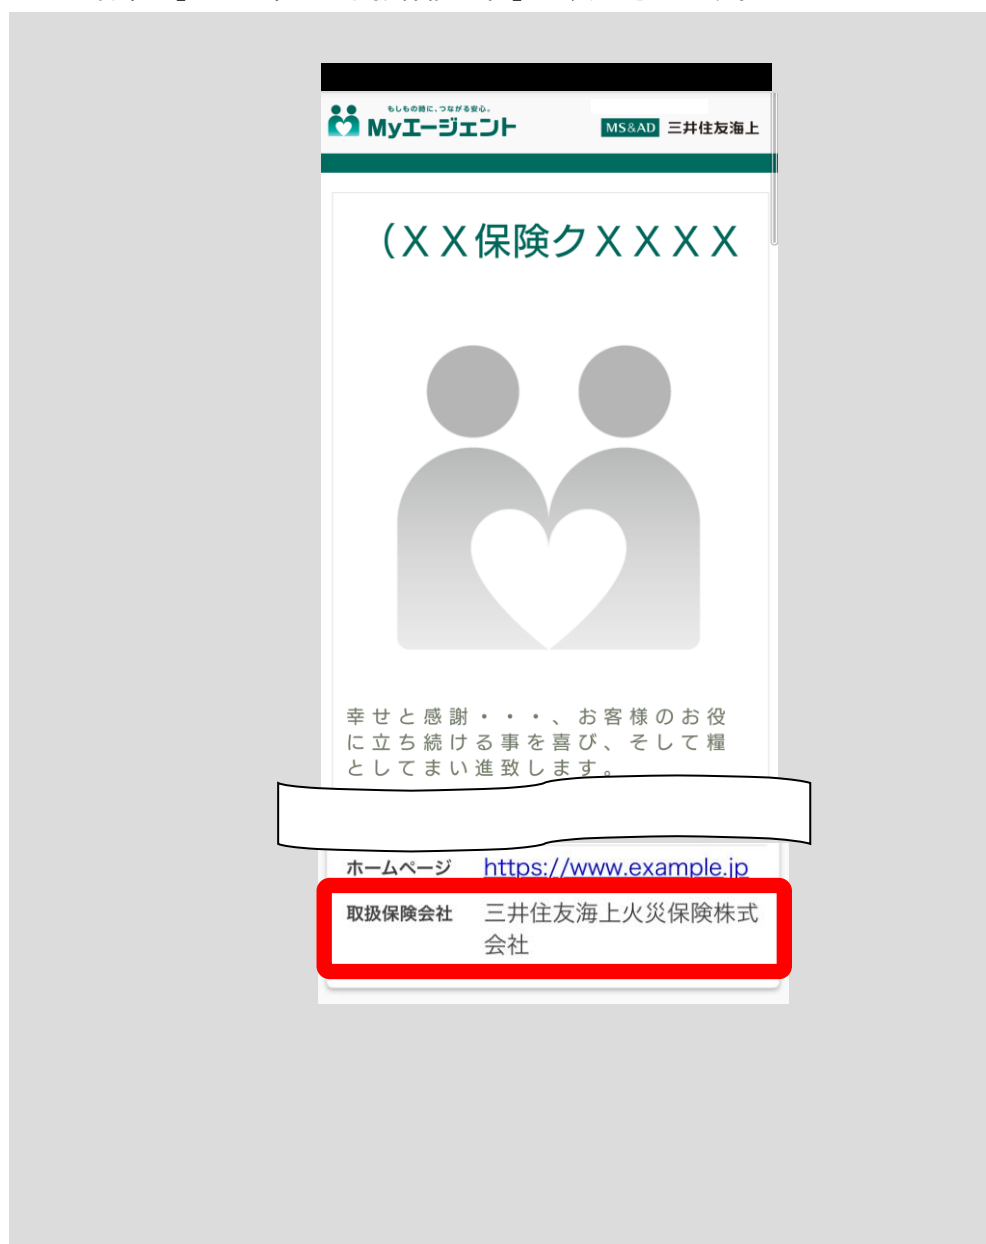 もしもの時に、つながる安心。
Myエージェント
MS&AD 三井住友海上
（ＸＸ保険クＸＸＸＸ
幸せと感謝・・・、お客様のお役
に立ち続ける事を喜び、そして糧
としてまい進致します。
ホームページ https://www.example.jp
取扱保険会社 三井住友海上火災保険株式
会社